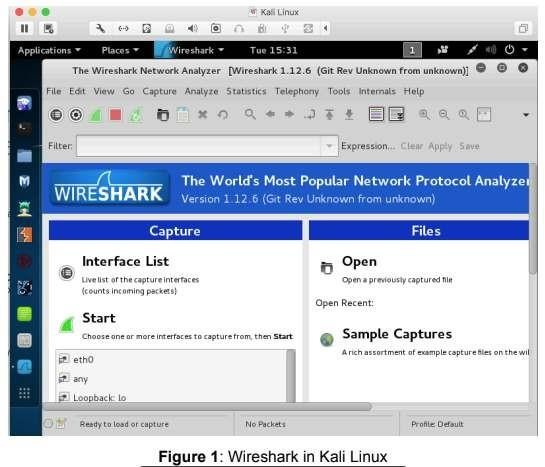 Kali Linux
Applications Places Wireshark Tue 15:31 1
The Wireshark Network Analyzer [Wireshark 1.12.6 (Git Rev Unknown from unknown)]
File Edit View Go Capture Analyze Statistics Telephony Tools Internals Help
Filter: Expression... Clear Apply Save
WIRESHARK
The World's Most Popular Network Protocol Analyzer
Version 1.12.6 (Git Rev Unknown from unknown)
Capture
Interface List
Live list of the capture interfaces
(counts incoming packets)
Start
Choose one or more interfaces to capture from, then Start
eth0
any
Loopback: lo
Files
Open
Open a previously captured file
Open Recent:
Sample Captures
A rich assortment of example capture files on the wil
Ready to load or capture No Packets Profile: Default
Figure 1: Wireshark in Kali Linux